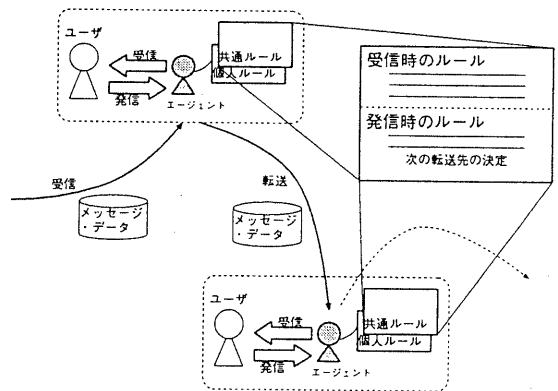 ユーザ
受信
発信
エージェント
共通ルール
個人ルール
受信時のルール
発信時のルール
次の転送先の決定
受信
メッセージ
・データ
転送
メッセージ
・データ
ユーザ
受信
発信
エージェント
共通ルール
個人ルール